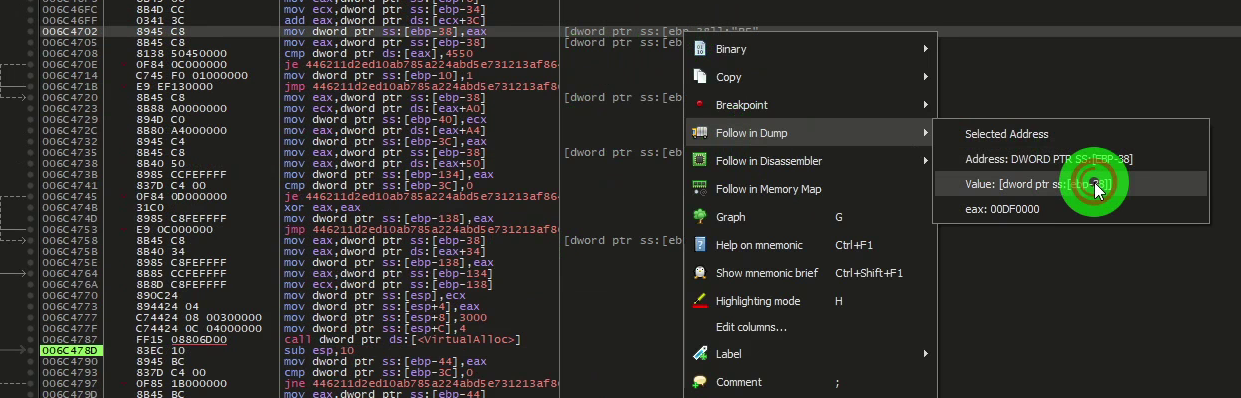 006C46FC 8B4D CC mov ecx,dword ptr ss:[ebp-34]
006C46FF 0341 3C add eax,dword ptr ds:[ecx+3C]
006C4702 8945 C8 mov dword ptr ss:[ebp-38],eax
006C4705 8B45 C8 mov eax,dword ptr ss:[ebp-38] [dword ptr ss:[eb
006C4708 8138 50450000 cmp dword ptr ds:[eax],4550
006C470E 0F84 0C000000 je 446211d2ed10ab785a224abd5e731213af86
006C4714 C745 F0 01000000 mov dword ptr ss:[ebp-10],1
006C471B E9 EF130000 jmp 446211d2ed10ab785a224abd5e731213af8
006C4720 8B45 C8 mov eax,dword ptr ss:[ebp-38] [dword ptr ss:[eb
006C4723 8B88 A0000000 mov ecx,dword ptr ds:[eax+A0]
006C4729 894D C0 mov dword ptr ss:[ebp-40],ecx
006C472C 8B80 A4000000 mov eax,dword ptr ds:[eax+A4]
006C4732 8945 C4 mov dword ptr ss:[ebp-3C],eax
006C4735 8B45 C8 mov eax,dword ptr ss:[ebp-38] [dword ptr ss:[eb
006C4738 8B40 50 mov eax,dword ptr ds:[eax+50]
006C473B 8985 CCFEFFFF mov dword ptr ss:[ebp-134],eax
006C4741 837D C4 00 cmp dword ptr ss:[ebp-3C],0
006C4745 0F84 0D000000 je 446211d2ed10ab785a224abd5e731213af86
006C474B 31C0 xor eax,eax
006C474D 8985 C8FEFFFF mov dword ptr ss:[ebp-138],eax
006C4753 E9 0C000000 jmp 446211d2ed10ab785a224abd5e731213af8
006C4758 8B45 C8 mov eax,dword ptr ss:[ebp-38] [dword ptr ss:[eb
006C475B 8B40 34 mov eax,dword ptr ds:[eax+34]
006C475E 8985 C8FEFFFF mov dword ptr ss:[ebp-138],eax
006C4764 8B85 CCFEFFFF mov eax,dword ptr ss:[ebp-134]
006C476A 8B8D C8FEFFFF mov ecx,dword ptr ss:[ebp-138]
006C4770 890C24 mov dword ptr ss:[esp],ecx
006C4773 894424 04 mov dword ptr ss:[esp+4],eax
006C4777 C74424 08 00300000 mov dword ptr ss:[esp+8],3000
006C477F C74424 0C 04000000 mov dword ptr ss:[esp+C],4
006C4787 FF15 08806D00 call dword ptr ds:[<VirtualAlloc>]
006C478D 83EC 10 sub esp,10
006C4790 8945 BC mov dword ptr ss:[ebp-44],eax
006C4793 837D C4 00 cmp dword ptr ss:[ebp-3C],0
006C4797 0F85 1B000000 jne 446211d2ed10ab785a224abd5e731213af8
006C479D 8B45 BC mov eax,dword ptr ss:[ebp-44]
Binary
Copy
Breakpoint
Follow in Dump
Follow in Disassembler
Follow in Memory Map
Graph G
Help on mnemonic Ctrl+F1
Show mnemonic brief Ctrl+Shift+F1
Highlighting mode H
Edit columns...
Label
Comment ;
Selected Address
Address: DWORD PTR SS:[EBP-38]
Value: [dword ptr ss:[ebp-38]]
eax: 00DF0000